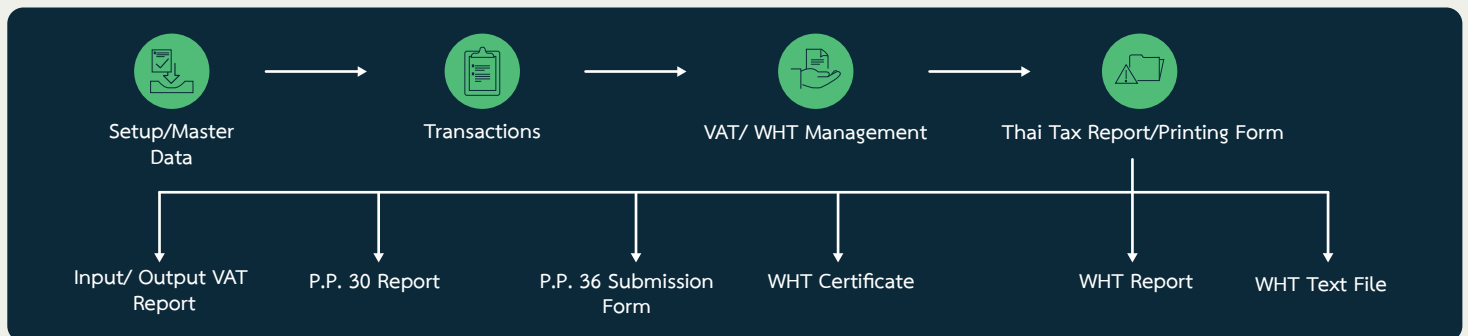 Setup/Master
Data
Transactions
VAT/ WHT Management
Thai Tax Report/Printing Form
Input/ Output VAT
Report
P.P. 30 Report
P.P. 36 Submission
Form
WHT Certificate
WHT Report
WHT Text File